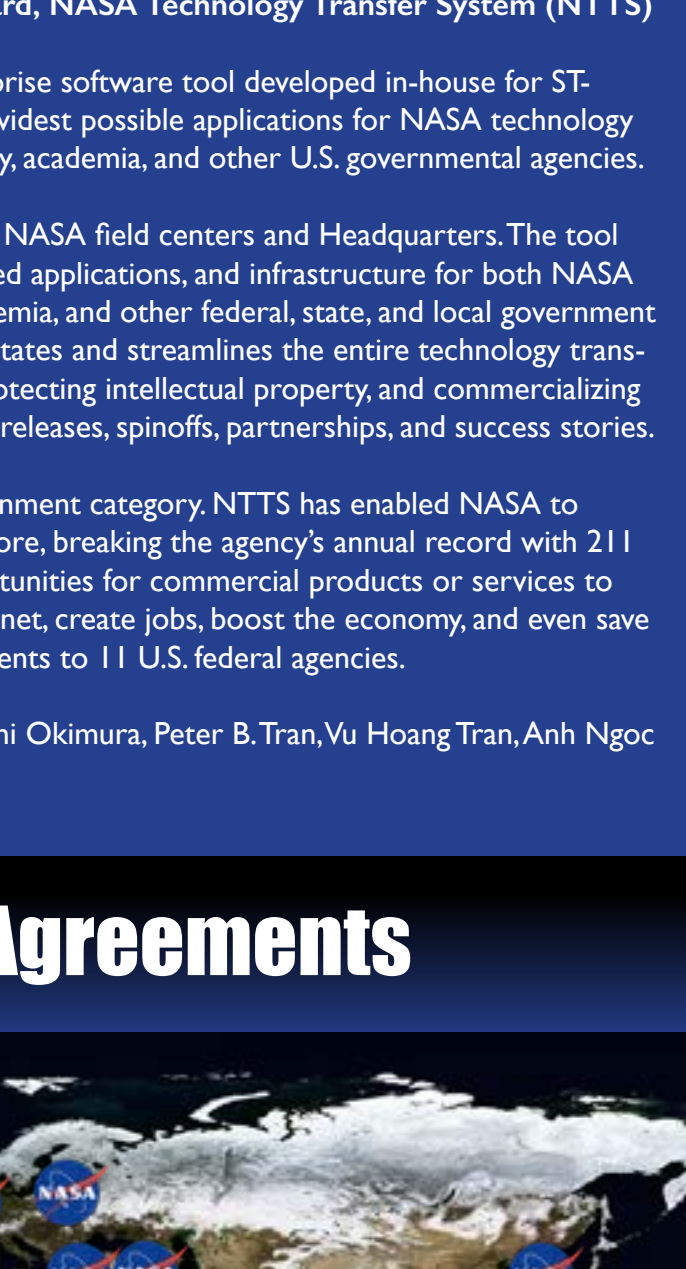 ard, NASA Technology Transfer System (NTTS)
prise software tool developed in-house for ST-
widest possible applications for NASA technology
y, academia, and other U.S. governmental agencies.
NASA field centers and Headquarters. The tool
ed applications, and infrastructure for both NASA
emia, and other federal, state, and local government
tates and streamlines the entire technology trans-
otecting intellectual property, and commercializing
releases, spinoffs, partnerships, and success stories.
rnment category. NTTS has enabled NASA to
ore, breaking the agency’s annual record with 211
tunities for commercial products or services to
net, create jobs, boost the economy, and even save
ents to 11 U.S. federal agencies.
hi Okimura, Peter B. Tran, Vu Hoang Tran, Anh Ngoc
Agreements
NASA